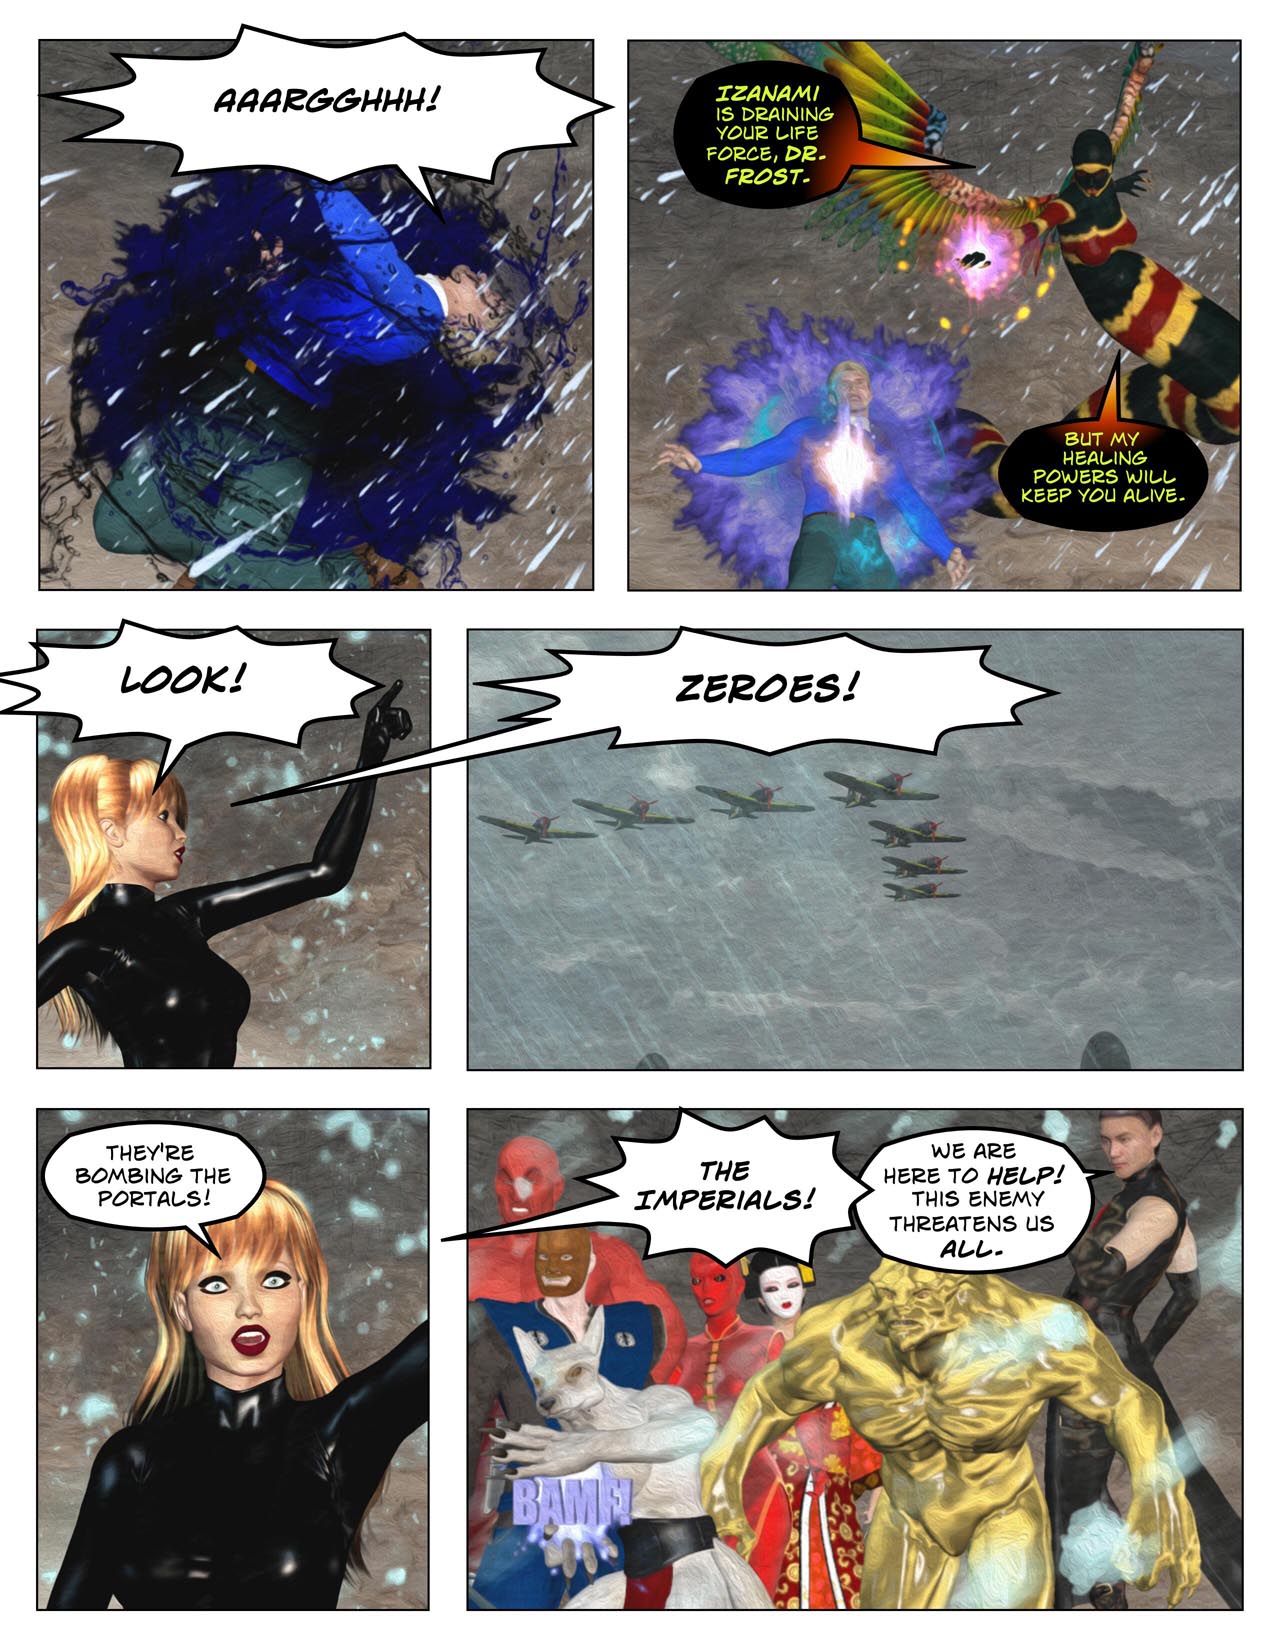 AAARGGHHH!
IZANAMI
IS DRAINING
YOUR LIFE
FORCE, DR.
FROST.
BUT MY
HEALING
POWERS WILL
KEEP YOU ALIVE.
LOOK!
ZEROES!
THEY'RE
BOMBING THE
PORTALS!
THE
IMPERIALS!
WE ARE
HERE TO HELP!
THIS ENEMY
THREATENS US
ALL.
BAMF!